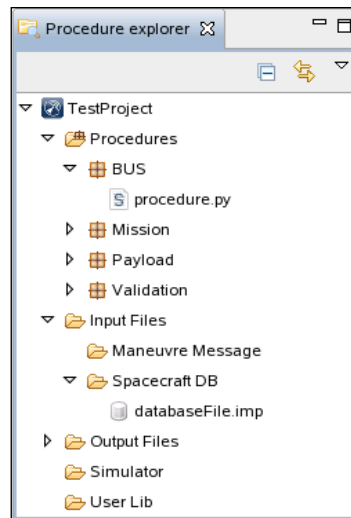 Procedure explorer
TestProject
Procedures
BUS
procedure.py
Mission
Payload
Validation
Input Files
Maneuvre Message
Spacecraft DB
databaseFile.imp
Output Files
Simulator
User Lib